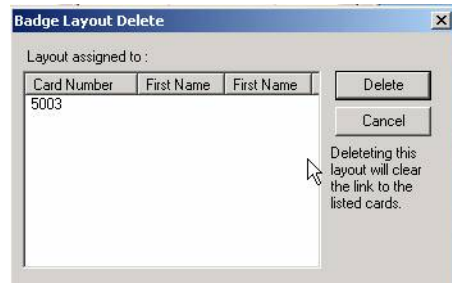 Badge Layout Delete
Layout assigned to :
Card Number First Name First Name
5003
Delete
Cancel
Deleteting this
layout will clear
the link to the
listed cards.